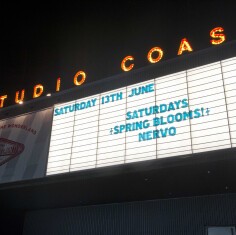 TUDIO COAS
SATURDAY 13TH JUNE
SATURDAYS
+SPRING BLOOMS!+
NERVO